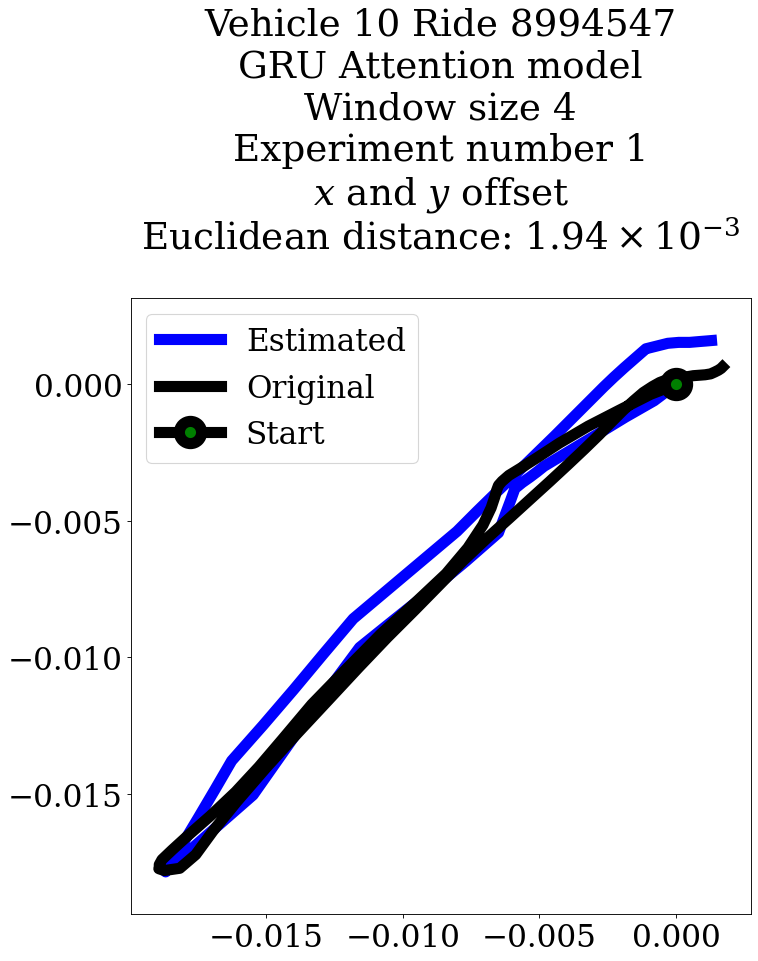 Vehicle 10 Ride 8994547
GRU Attention model
Window size 4
Experiment number 1
x and y offset
Euclidean distance: 1.94 × 10⁻³
Estimated
Original
Start
0.000
−0.005
−0.010
−0.015
−0.015 −0.010 −0.005 0.000